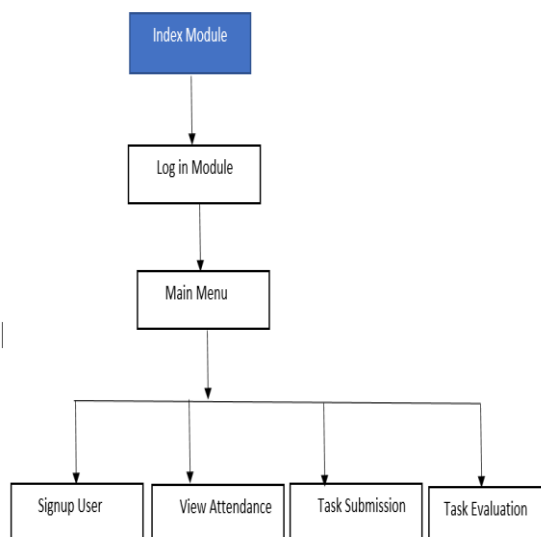 Index Module
Log in Module
Main Menu
Signup User
View Attendance
Task Submission
Task Evaluation